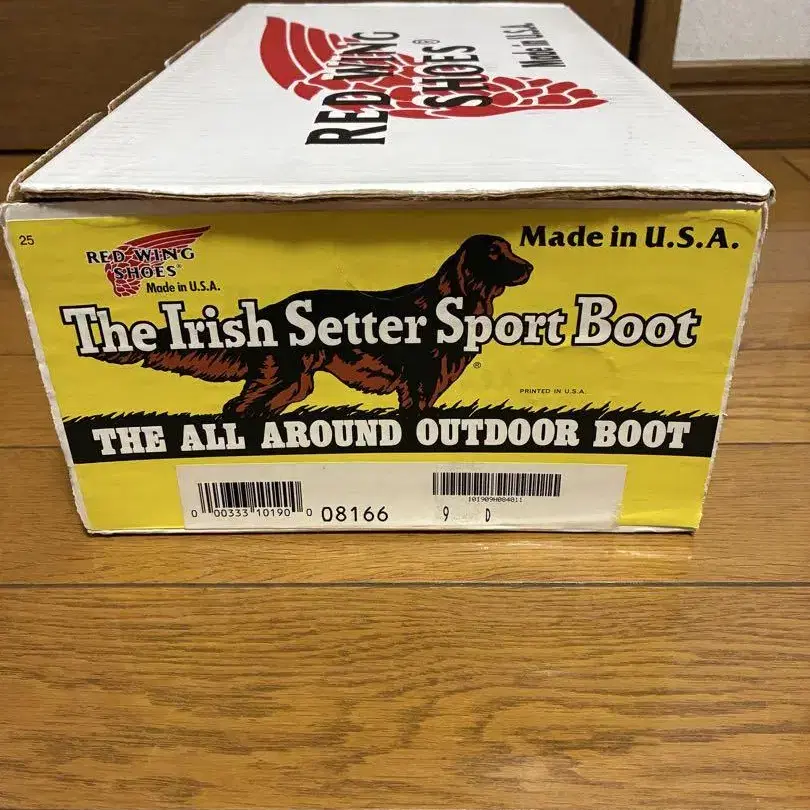 RED WING
SHOES®
Made in U.S.A.
25
RED WING
SHOES®
Made in U.S.A.
Made in U.S.A.
The Irish Setter Sport Boot
®
PRINTED IN U.S.A.
THE ALL AROUND OUTDOOR BOOT
0 00333 10190 0
08166
101909H084011
9 D